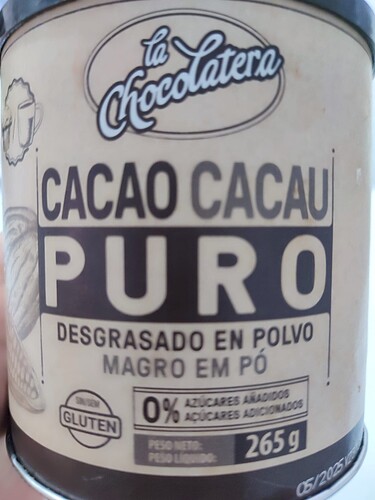 la
Chocolatera
CACAO CACAU
PURO
DESGRASADO EN POLVO
MAGRO EM PÓ
SIN/SEM
GLUTEN
0% AZÚCARES AÑADIDOS
AÇÚCARES ADICIONADOS
PESO NETO:
PESO LÍQUIDO:
265 g
05/2025